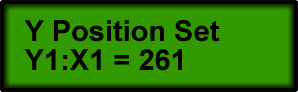 Y Position Set
Y1:X1 = 261